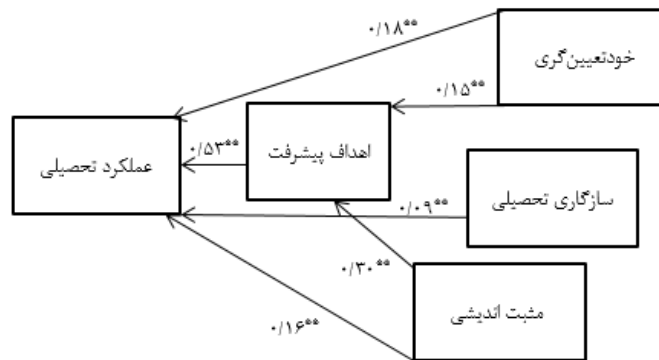 ۰/۱۸**
خودتعیین‌گری
۰/۱۵**
عملکرد تحصیلی
۰/۵۳**
اهداف پیشرفت
سازگاری تحصیلی
۰/۰۹**
۰/۳۰**
مثبت اندیشی
۰/۱۶**